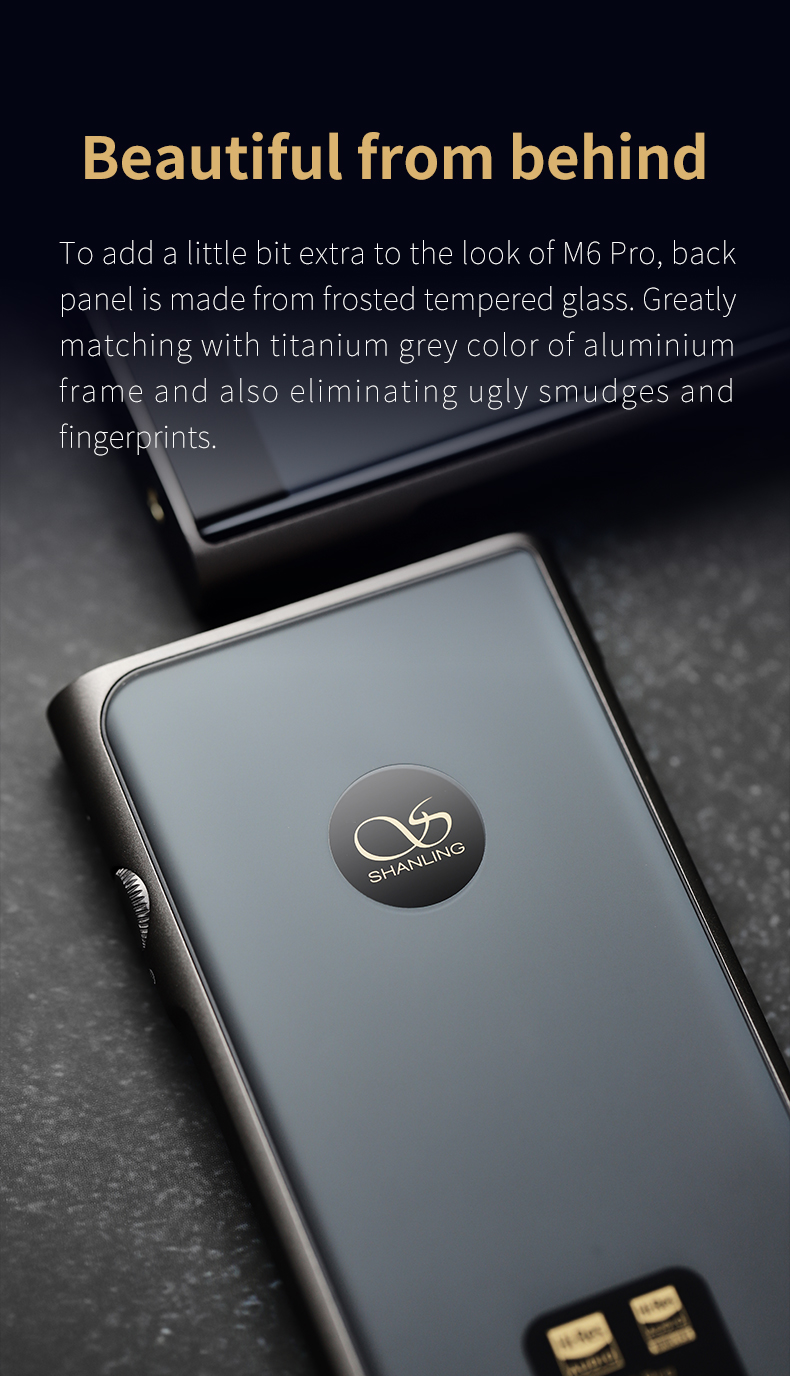 Beautiful from behind
To add a little bit extra to the look of M6 Pro, back
panel is made from frosted tempered glass. Greatly
matching with titanium grey color of aluminium
frame and also eliminating ugly smudges and
fingerprints.
SHANLING